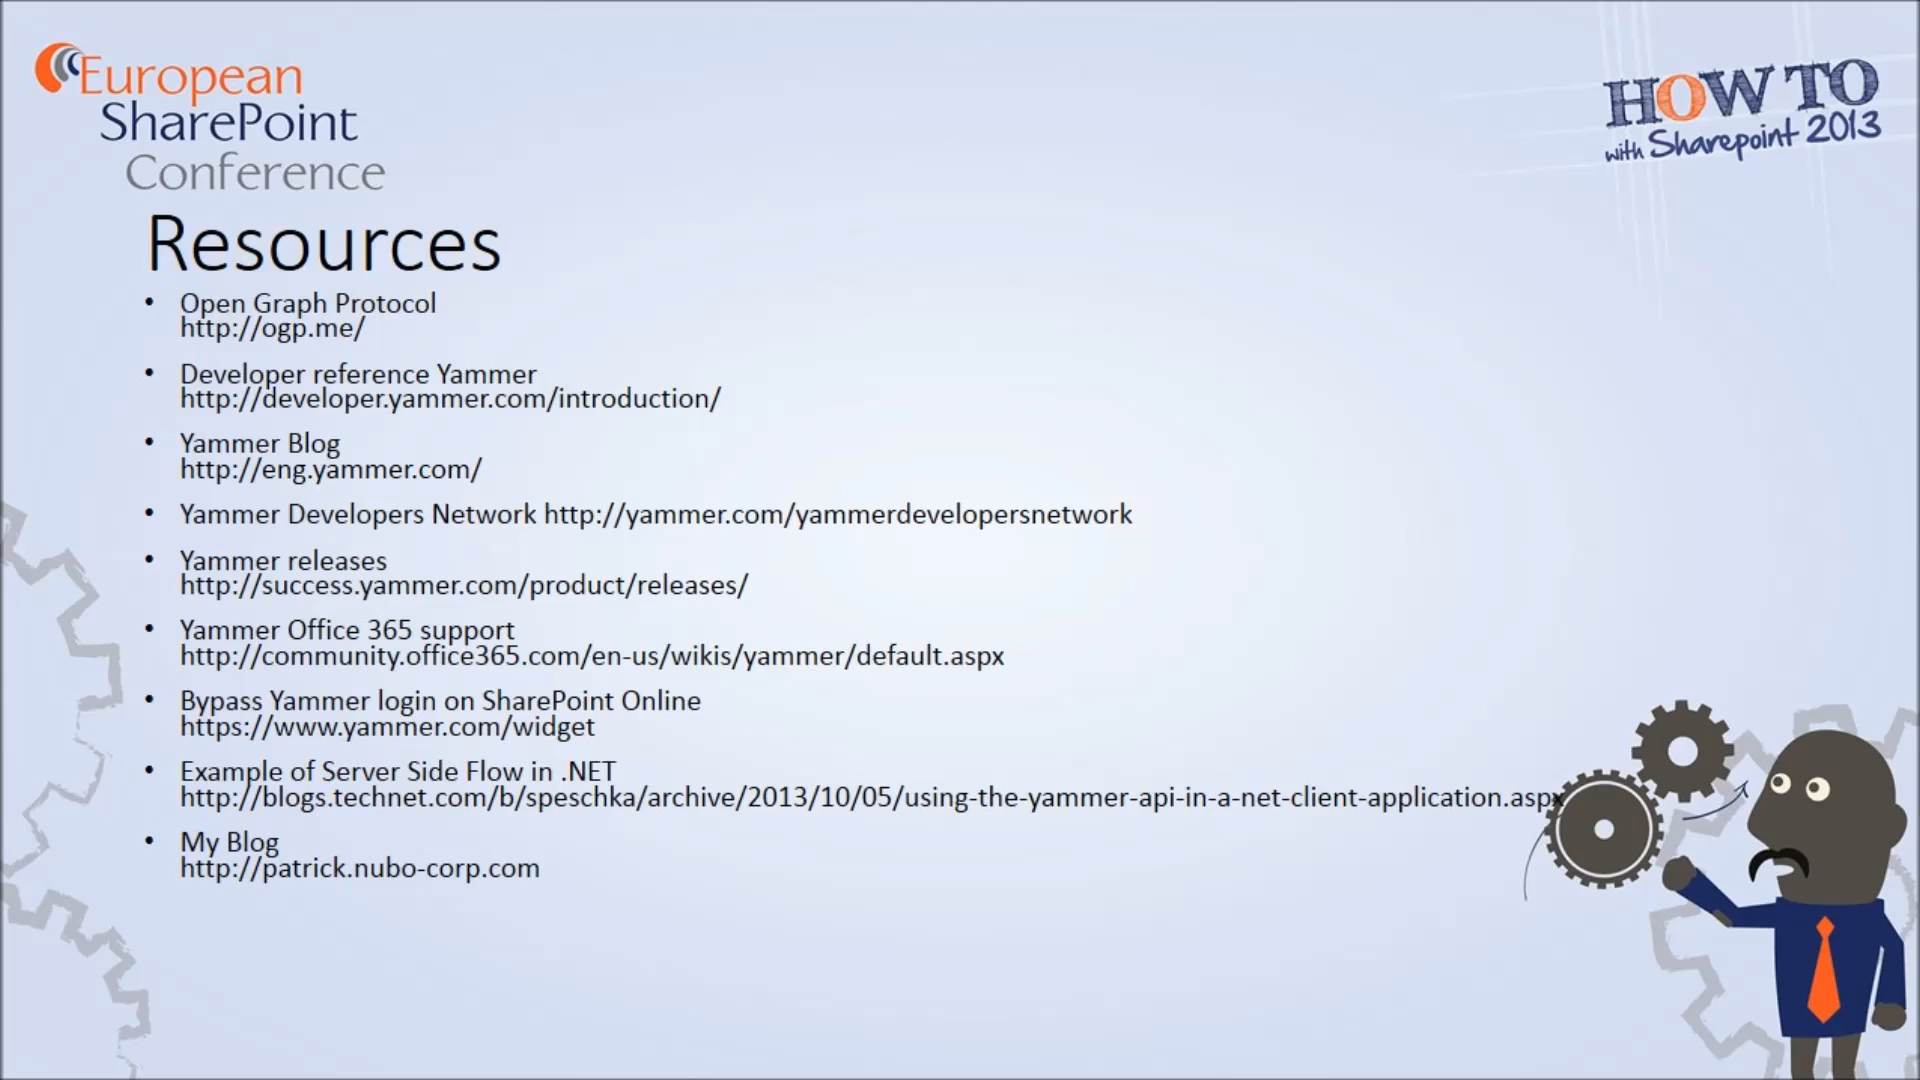 European
SharePoint
Conference
HOW TO
with Sharepoint 2013
Resources
• Open Graph Protocol
http://ogp.me/
• Developer reference Yammer
http://developer.yammer.com/introduction/
• Yammer Blog
http://eng.yammer.com/
• Yammer Developers Network http://yammer.com/yammerdevelopersnetwork
• Yammer releases
http://success.yammer.com/product/releases/
• Yammer Office 365 support
http://community.office365.com/en-us/wikis/yammer/default.aspx
• Bypass Yammer login on SharePoint Online
https://www.yammer.com/widget
• Example of Server Side Flow in .NET
http://blogs.technet.com/b/speschka/archive/2013/10/05/using-the-yammer-api-in-a-net-client-application.aspx
• My Blog
http://patrick.nubo-corp.com